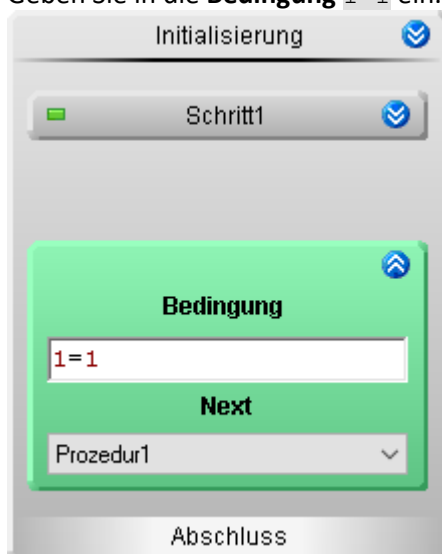 Geben Sie in die Bedingung 1=1 ein.
Initialisierung
Schritt1
Bedingung
1=1
Next
Prozedur1
Abschluss